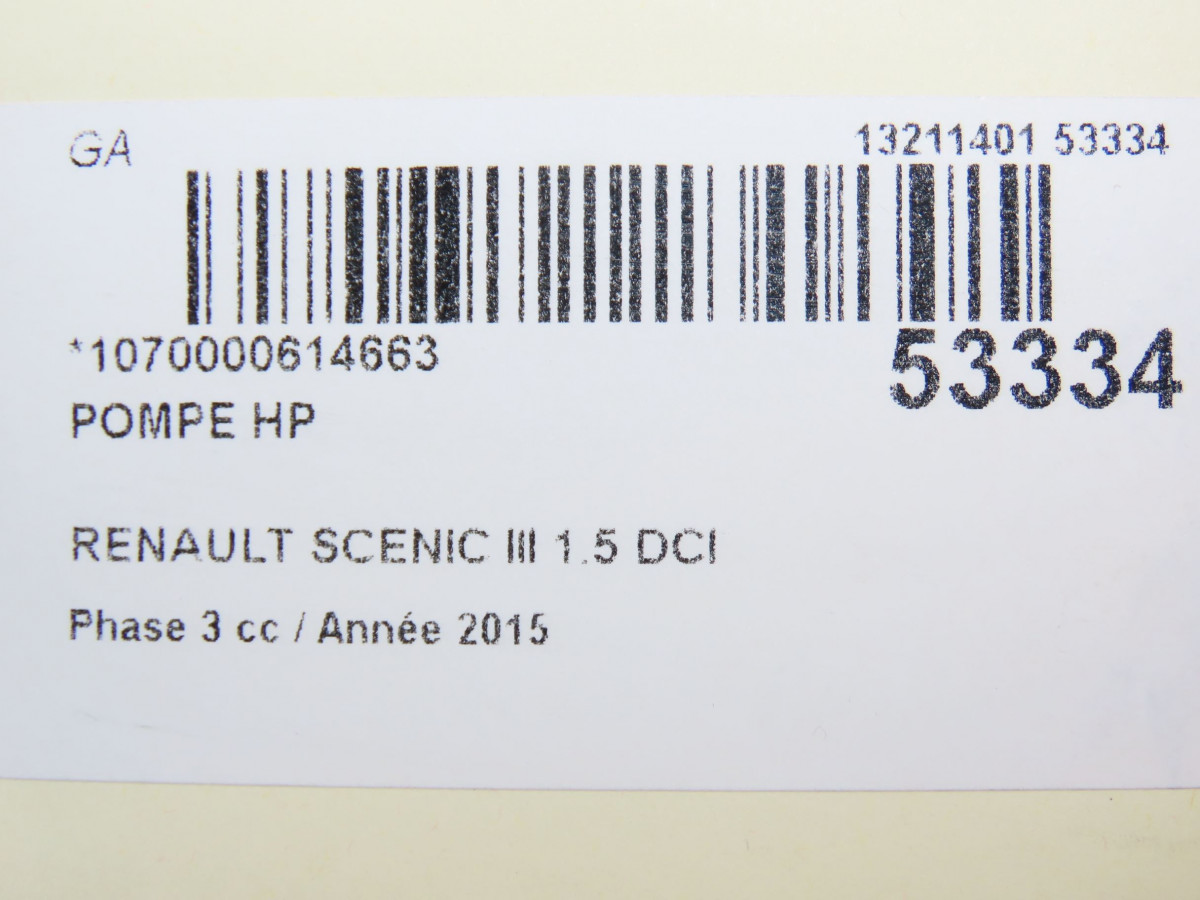 GA
13211401 53334
*1070000614663
53334
POMPE HP
RENAULT SCENIC III 1.5 DCI
Phase 3 cc / Année 2015